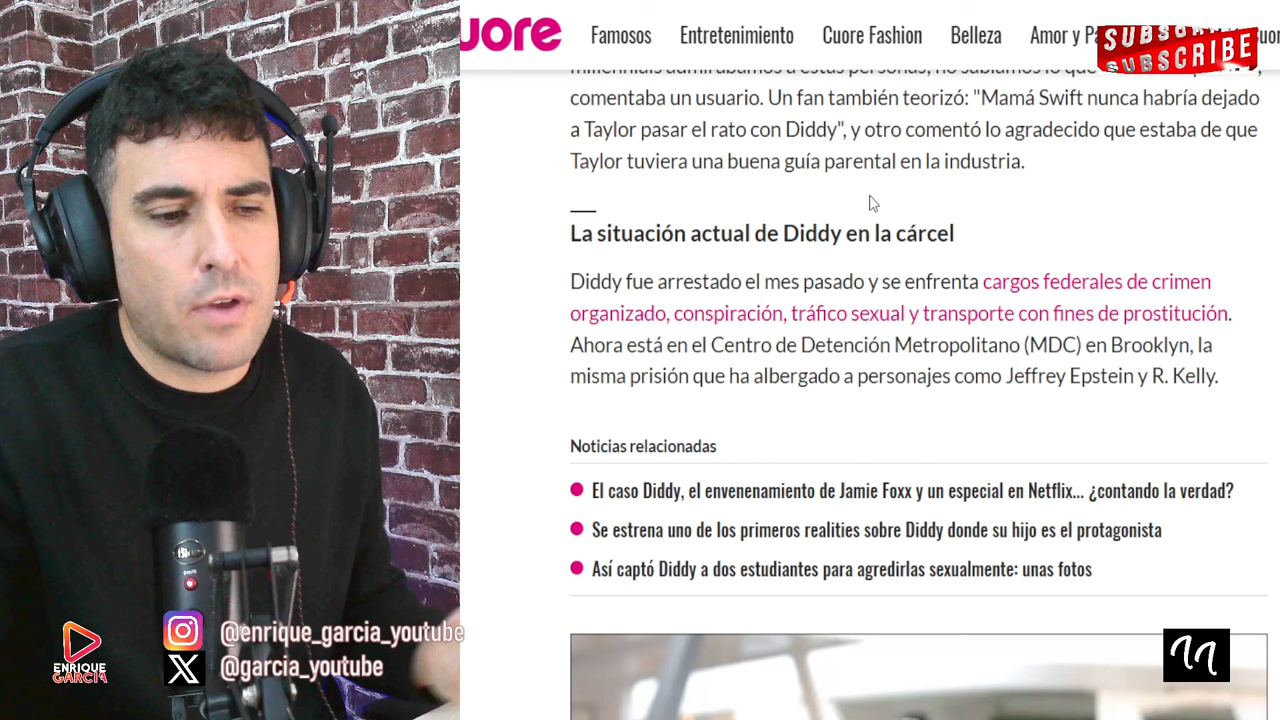 uore
Famosos Entretenimiento Cuore Fashion Belleza Amor y
SUBSCRIBE
SUBSCRIBE
comentaba un usuario. Un fan también teorizó: "Mamá Swift nunca habría dejado
a Taylor pasar el rato con Diddy", y otro comentó lo agradecido que estaba de que
Taylor tuviera una buena guía parental en la industria.
La situación actual de Diddy en la cárcel
Diddy fue arrestado el mes pasado y se enfrenta cargos federales de crimen
organizado, conspiración, tráfico sexual y transporte con fines de prostitución.
Ahora está en el Centro de Detención Metropolitano (MDC) en Brooklyn, la
misma prisión que ha albergado a personajes como Jeffrey Epstein y R. Kelly.
Noticias relacionadas
El caso Diddy, el envenenamiento de Jamie Foxx y un especial en Netflix... ¿contando la verdad?
Se estrena uno de los primeros realities sobre Diddy donde su hijo es el protagonista
Así captó Diddy a dos estudiantes para agredirlas sexualmente: unas fotos
Blue
ENRIQUE
GARCIA
@enrique_garcia_youtube
@garcia_youtube